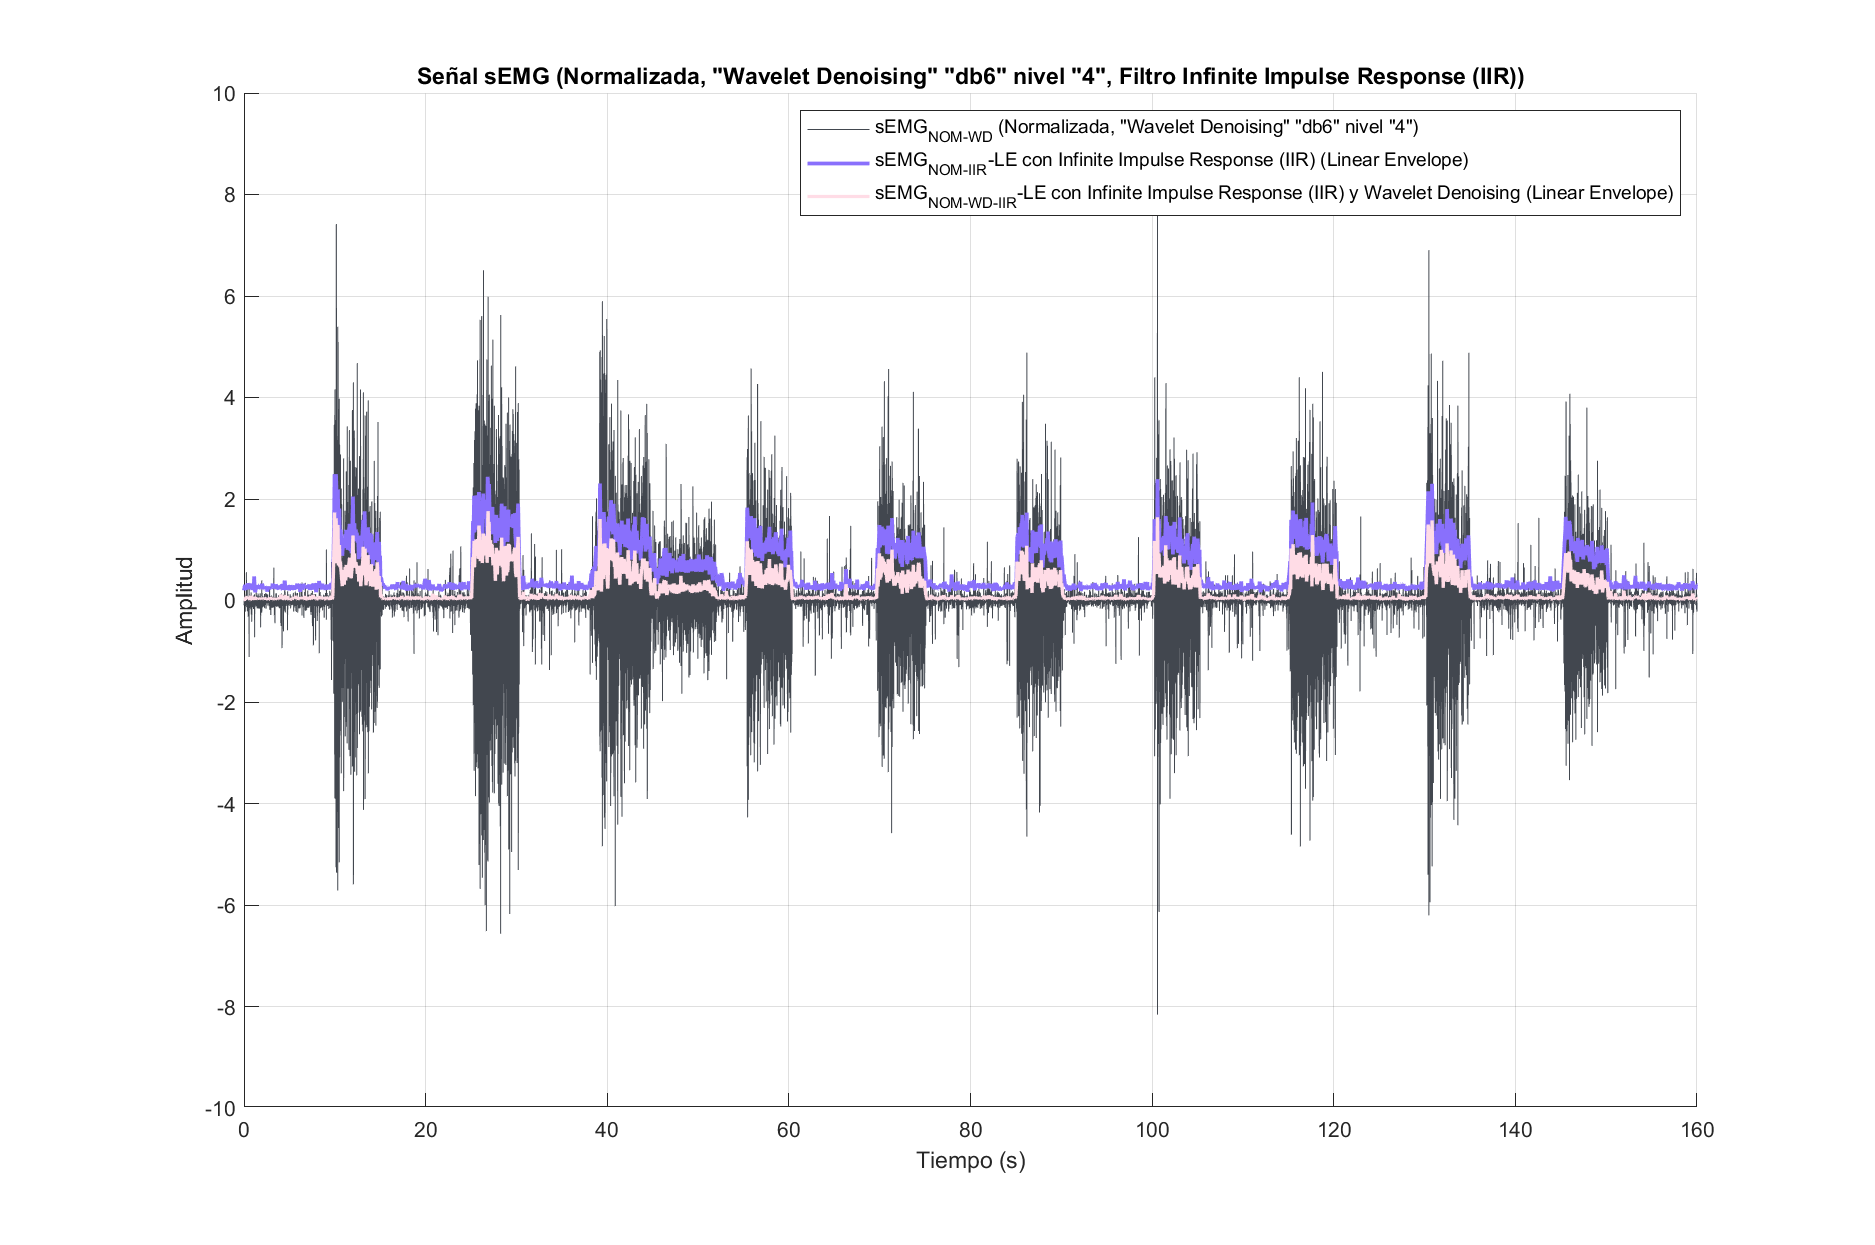 Señal sEMG (Normalizada, "Wavelet Denoising" "db6" nivel "4", Filtro Infinite Impulse Response (IIR))
sEMG_NOM-WD (Normalizada, "Wavelet Denoising" "db6" nivel "4")
sEMG_NOM-IIR-LE con Infinite Impulse Response (IIR) (Linear Envelope)
sEMG_NOM-WD-IIR-LE con Infinite Impulse Response (IIR) y Wavelet Denoising (Linear Envelope)
10
8
6
4
2
0
-2
-4
-6
-8
-10
Amplitud
0 20 40 60 80 100 120 140 160
Tiempo (s)